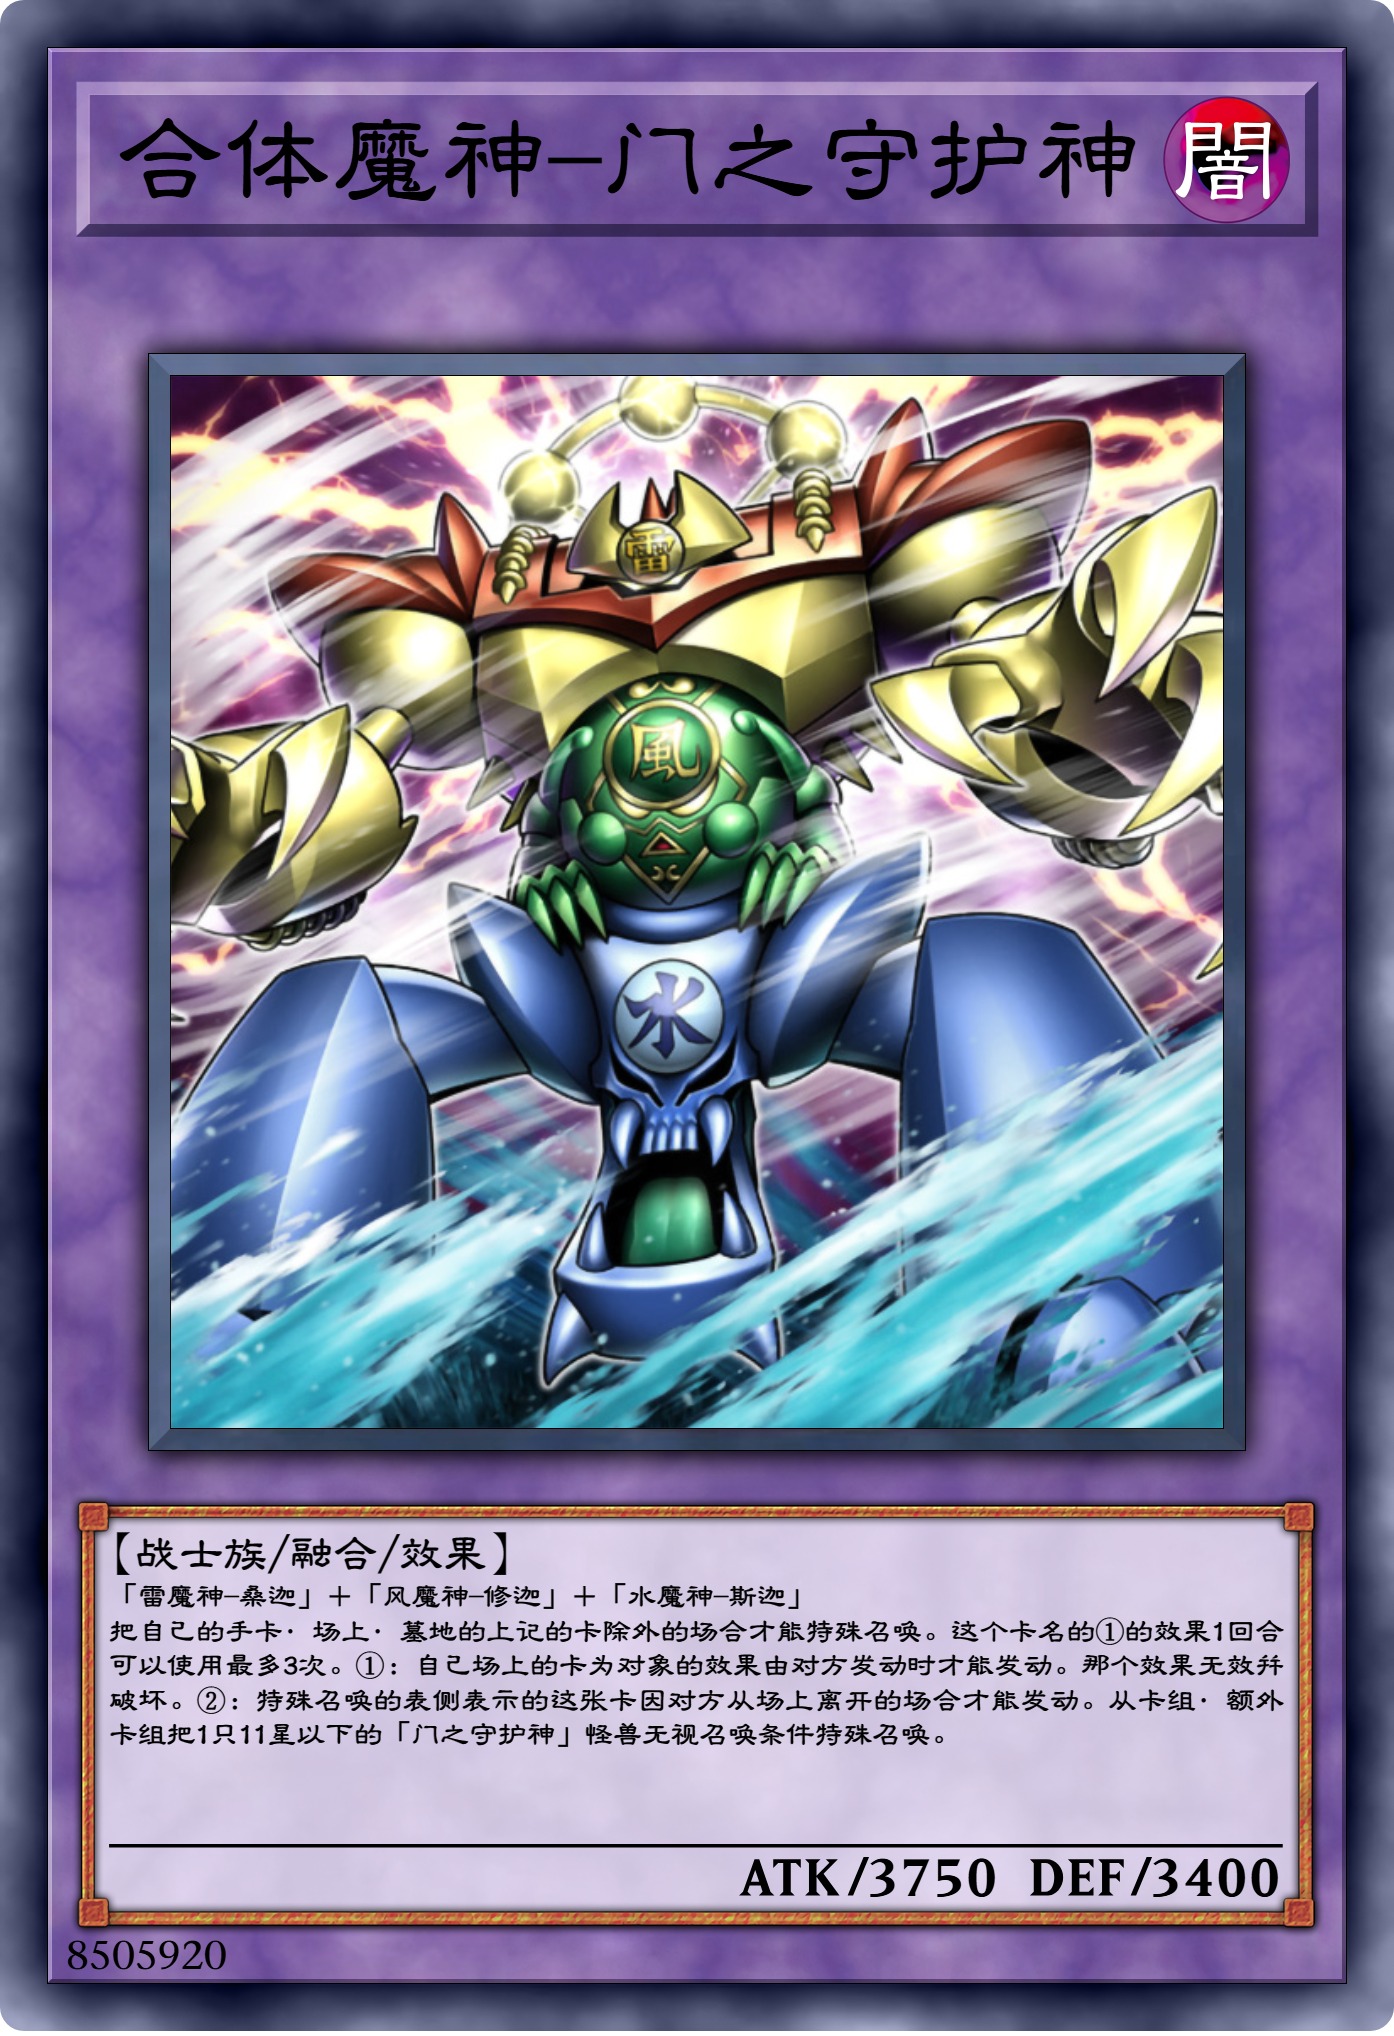 合体魔神-门之守护神 闇
雷
風
水
【战士族/融合/效果】
「雷魔神-桑迦」＋「风魔神-修迦」＋「水魔神-斯迦」
把自己的手卡·场上·墓地的上记的卡除外的场合才能特殊召唤。这个卡名的①的效果1回合
可以使用最多3次。①：自己场上的卡为对象的效果由对方发动时才能发动。那个效果无效并
破坏。②：特殊召唤的表侧表示的这张卡因对方从场上离开的场合才能发动。从卡组·额外
卡组把1只11星以下的「门之守护神」怪兽无视召唤条件特殊召唤。
ATK/3750 DEF/3400
8505920